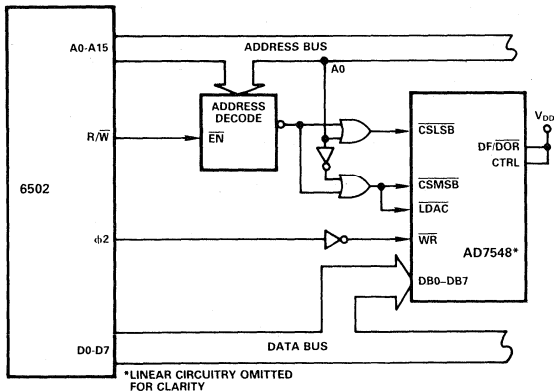 A0-A15
ADDRESS BUS
A0
ADDRESS
DECODE
EN
R/W
6502
CSLSB
VDD
DF/DOR
CTRL
CSMSB
LDAC
ϕ2
WR
AD7548*
DB0–DB7
D0-D7
DATA BUS
*LINEAR CIRCUITRY OMITTED
FOR CLARITY